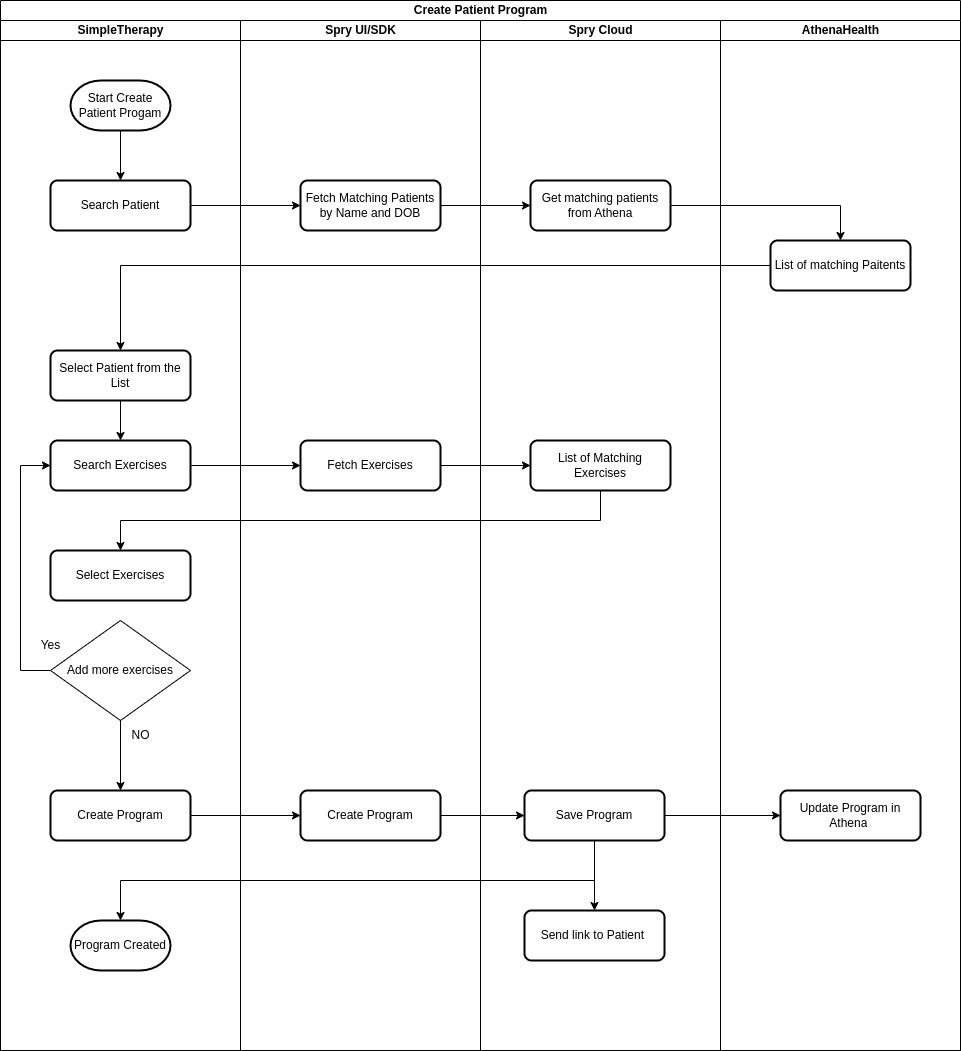 Create Patient Program
SimpleTherapy
Spry UI/SDK
Spry Cloud
AthenaHealth
Start Create
Patient Progam
Search Patient
Fetch Matching Patients
by Name and DOB
Get matching patients
from Athena
List of matching Paitents
Select Patient from the
List
Search Exercises
Fetch Exercises
List of Matching
Exercises
Select Exercises
Yes
Add more exercises
NO
Create Program
Create Program
Save Program
Update Program in
Athena
Program Created
Send link to Patient